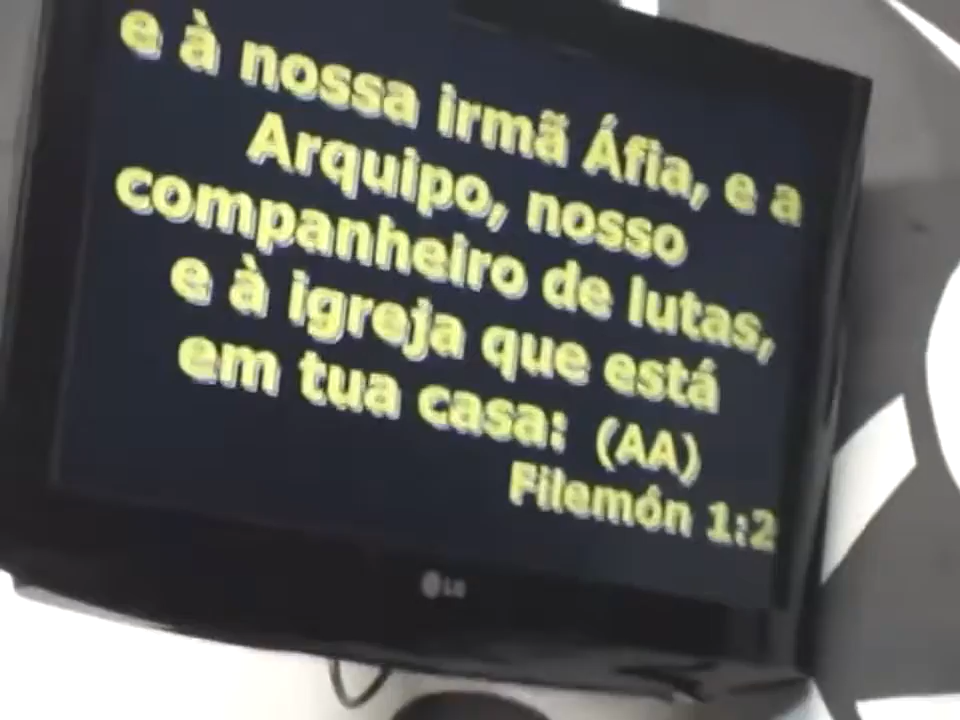 e à nossa irmã Áfia, e a
Arquipo, nosso
companheiro de lutas,
e à igreja que está
em tua casa: (AA)
Filemón 1:2
LG